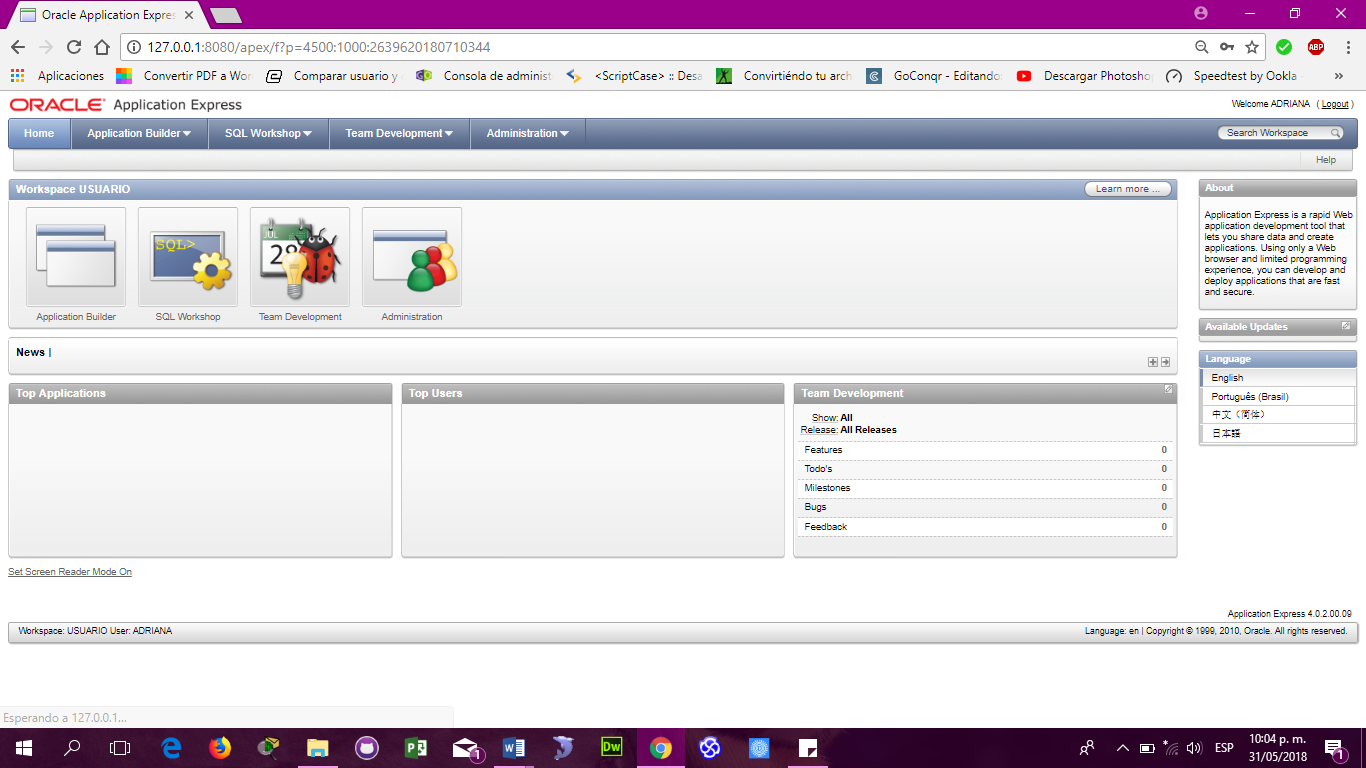 Oracle Application Expres
127.0.0.1:8080/apex/f?p=4500:1000:2639620180710344
ABP
Aplicaciones
Convertir PDF a Wor
Comparar usuario y
Consola de administ
<ScriptCase> :: Desa
Convirtiéndo tu arch
GoConqr - Editando
Descargar Photosho
Speedtest by Ookla
»
ORACLE Application Express
Welcome ADRIANA ( Logout )
Home
Application Builder
SQL Workshop
Team Development
Administration
Search Workspace
Help
Workspace USUARIO
Learn more ...
SQL>
JUL
28
Application Builder
SQL Workshop
Team Development
Administration
About
Application Express is a rapid Web
application development tool that
lets you share data and create
applications. Using only a Web
browser and limited programming
experience, you can develop and
deploy applications that are fast
and secure.
Available Updates
Language
English
Português (Brasil)
中文（简体）
日本語
News |
Top Applications
Top Users
Team Development
Show: All
Release: All Releases
Features 0
Todo's 0
Milestones 0
Bugs 0
Feedback 0
Set Screen Reader Mode On
Application Express 4.0.2.00.09
Workspace: USUARIO User: ADRIANA
Language: en | Copyright © 1999, 2010, Oracle. All rights reserved.
Esperando a 127.0.0.1...
Dw
1
ESP
10:04 p. m.
31/05/2018
1